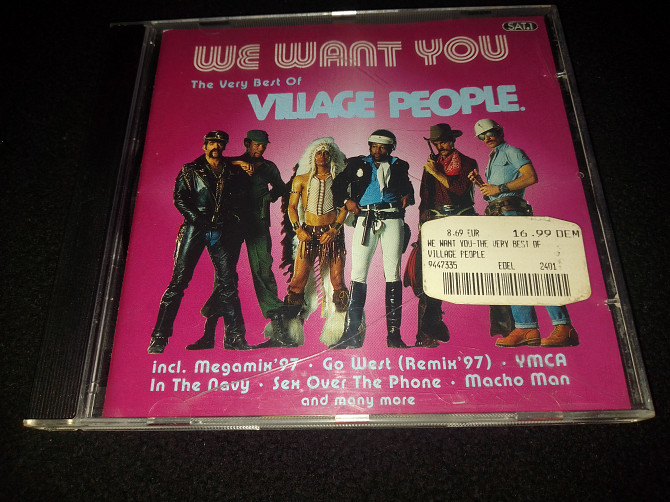 SAT.1
WE WANT YOU
The Very Best Of
VILLAGE PEOPLE.
8.69 EUR 16.99 DEM
WE WANT YOU-THE VERY BEST OF
VILLAGE PEOPLE
9447335 EDEL 2401
incl. Megamix'97 · Go West (Remix'97) · YMCA
In The Navy · Sex Over The Phone · Macho Man
and many more